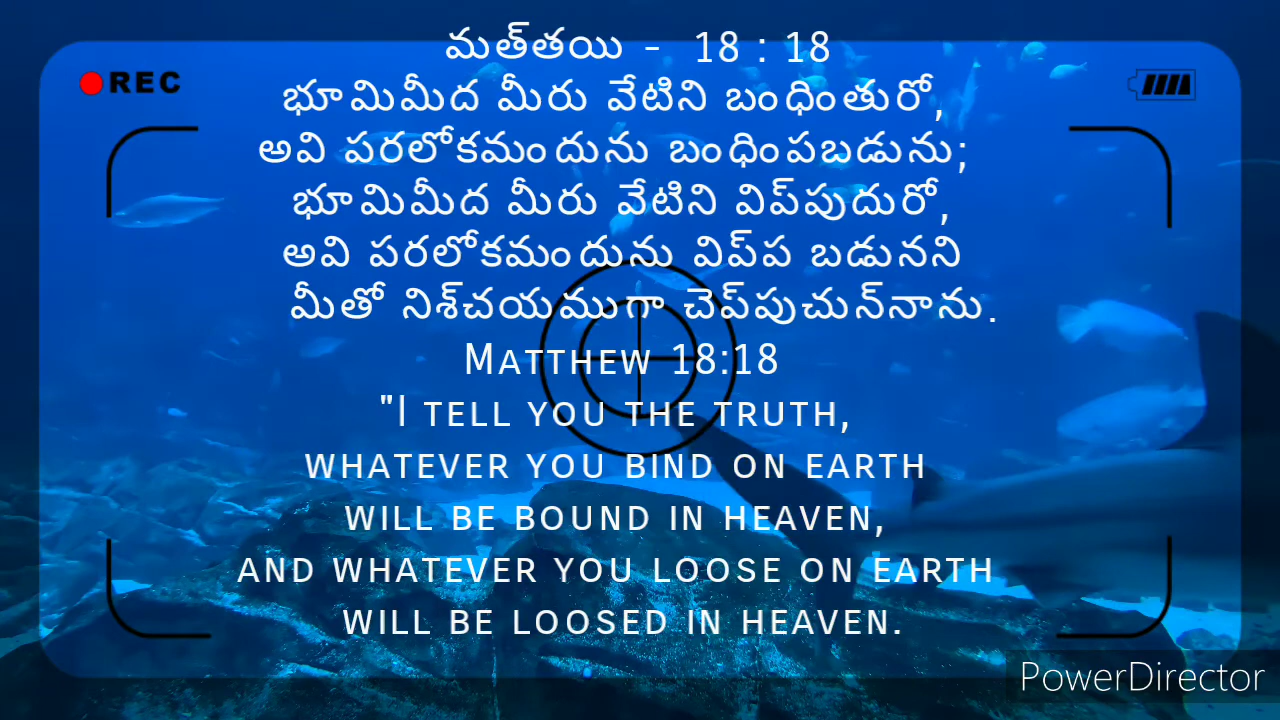 మత్‌తయి - 18 : 18
REC
భూమిమీద మీరు వేటిని బంధింతురో,
అవి పరలోకమందును బంధింపబడును;
భూమిమీద మీరు వేటిని విప్‌పుదురో,
అవి పరలోకమందును విప్‌ప బడునని
మీతో నిశ్‌చయముగా చెప్‌పుచున్‌నాను.
MATTHEW 18:18
"I TELL YOU THE TRUTH,
WHATEVER YOU BIND ON EARTH
WILL BE BOUND IN HEAVEN,
AND WHATEVER YOU LOOSE ON EARTH
WILL BE LOOSED IN HEAVEN.
PowerDirector